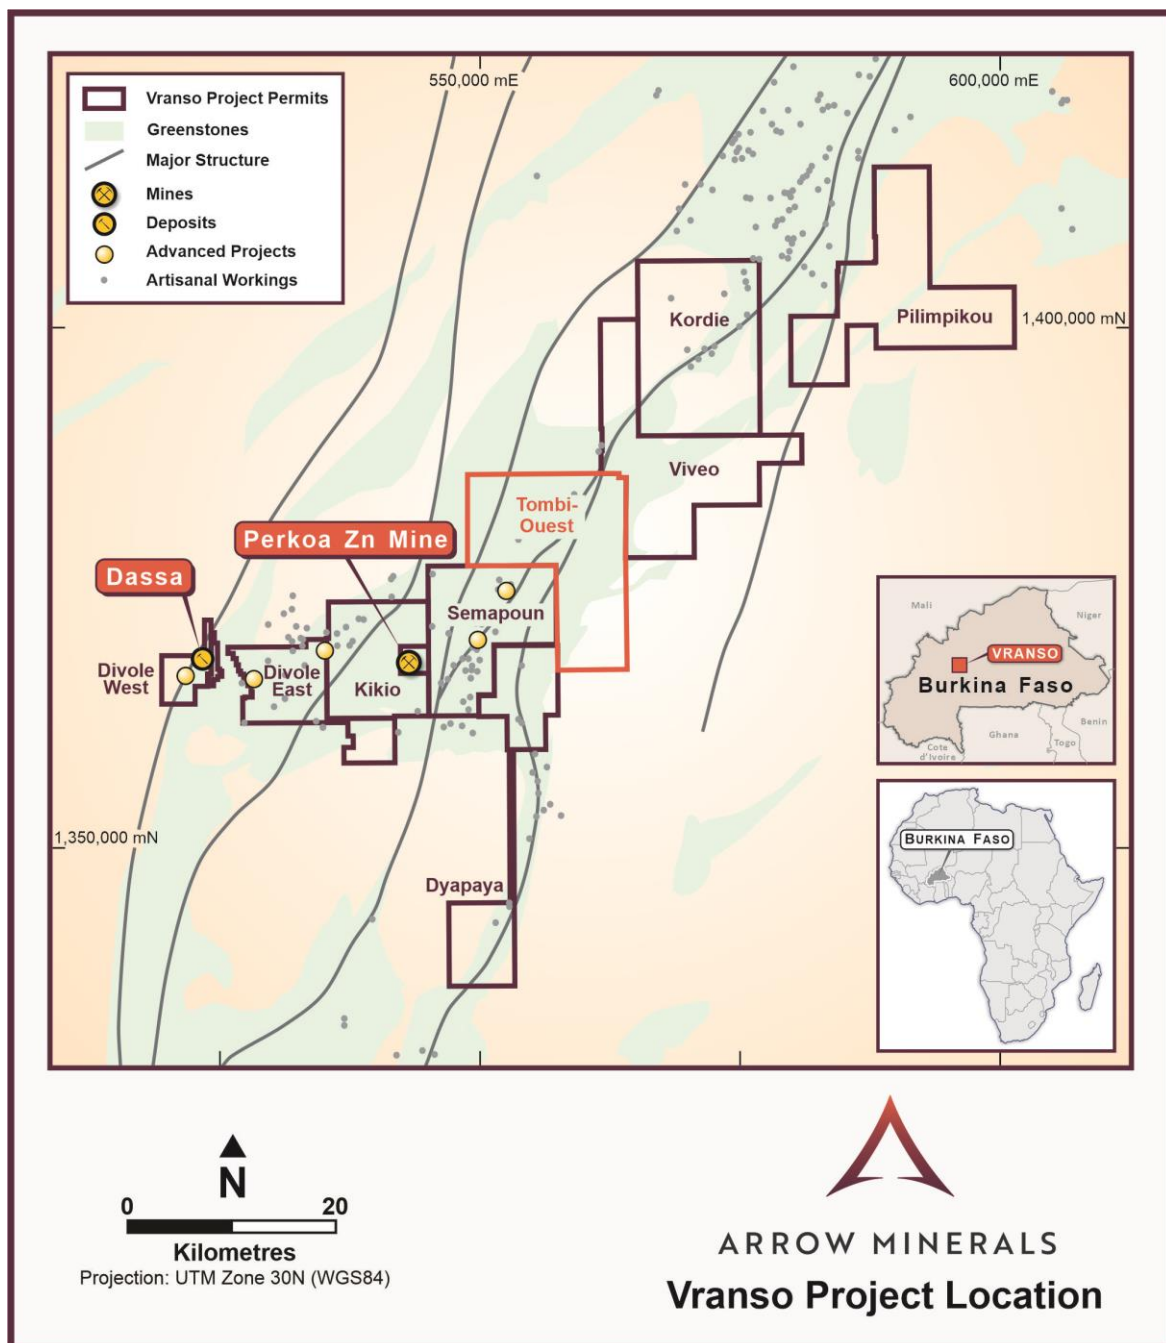 550,000 mE
600,000 mE
Vranso Project Permits
Greenstones
Major Structure
Mines
Deposits
Advanced Projects
Artisanal Workings
Kordie
Pilimpikou
1,400,000 mN
Viveo
Tombi-
Ouest
Perkoa Zn Mine
Dassa
Semapoun
Divole
West
Divole
East
Kikio
1,350,000 mN
Dyapaya
Mali
Niger
VRANSO
Burkina Faso
Benin
Ghana
Togo
Cote
d'Ivoire
BURKINA FASO
N
0 20
Kilometres
Projection: UTM Zone 30N (WGS84)
ARROW MINERALS
Vranso Project Location